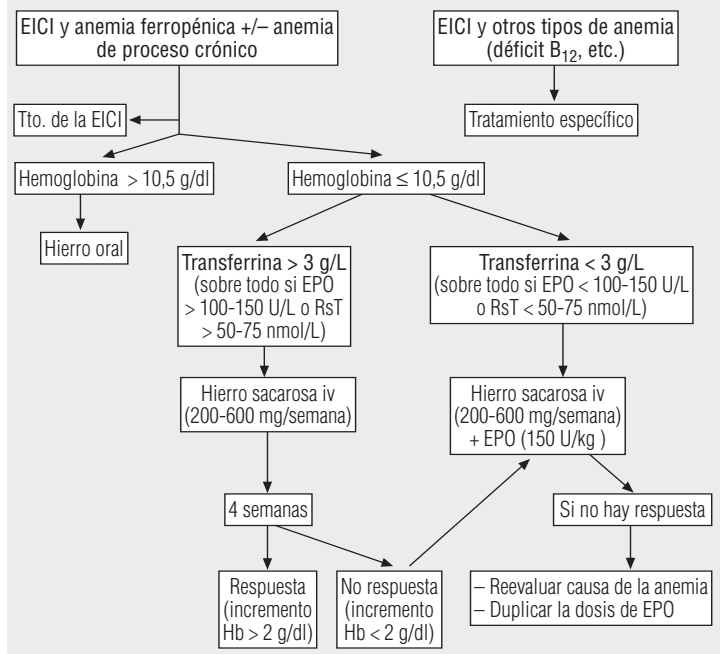 EICI y anemia ferropénica +/– anemia
de proceso crónico
EICI y otros tipos de anemia
(déficit B12, etc.)
Tto. de la EICI
Tratamiento específico
Hemoglobina > 10,5 g/dl
Hemoglobina ≤ 10,5 g/dl
Hierro oral
Transferrina > 3 g/L
(sobre todo si EPO
> 100-150 U/L o RsT
> 50-75 nmol/L)
Transferrina < 3 g/L
(sobre todo si EPO < 100-150 U/L
o RsT < 50-75 nmol/L)
Hierro sacarosa iv
(200-600 mg/semana)
Hierro sacarosa iv
(200-600 mg/semana)
+ EPO (150 U/kg )
4 semanas
Si no hay respuesta
Respuesta
(incremento
Hb > 2 g/dl)
No respuesta
(incremento
Hb < 2 g/dl)
– Reevaluar causa de la anemia
– Duplicar la dosis de EPO